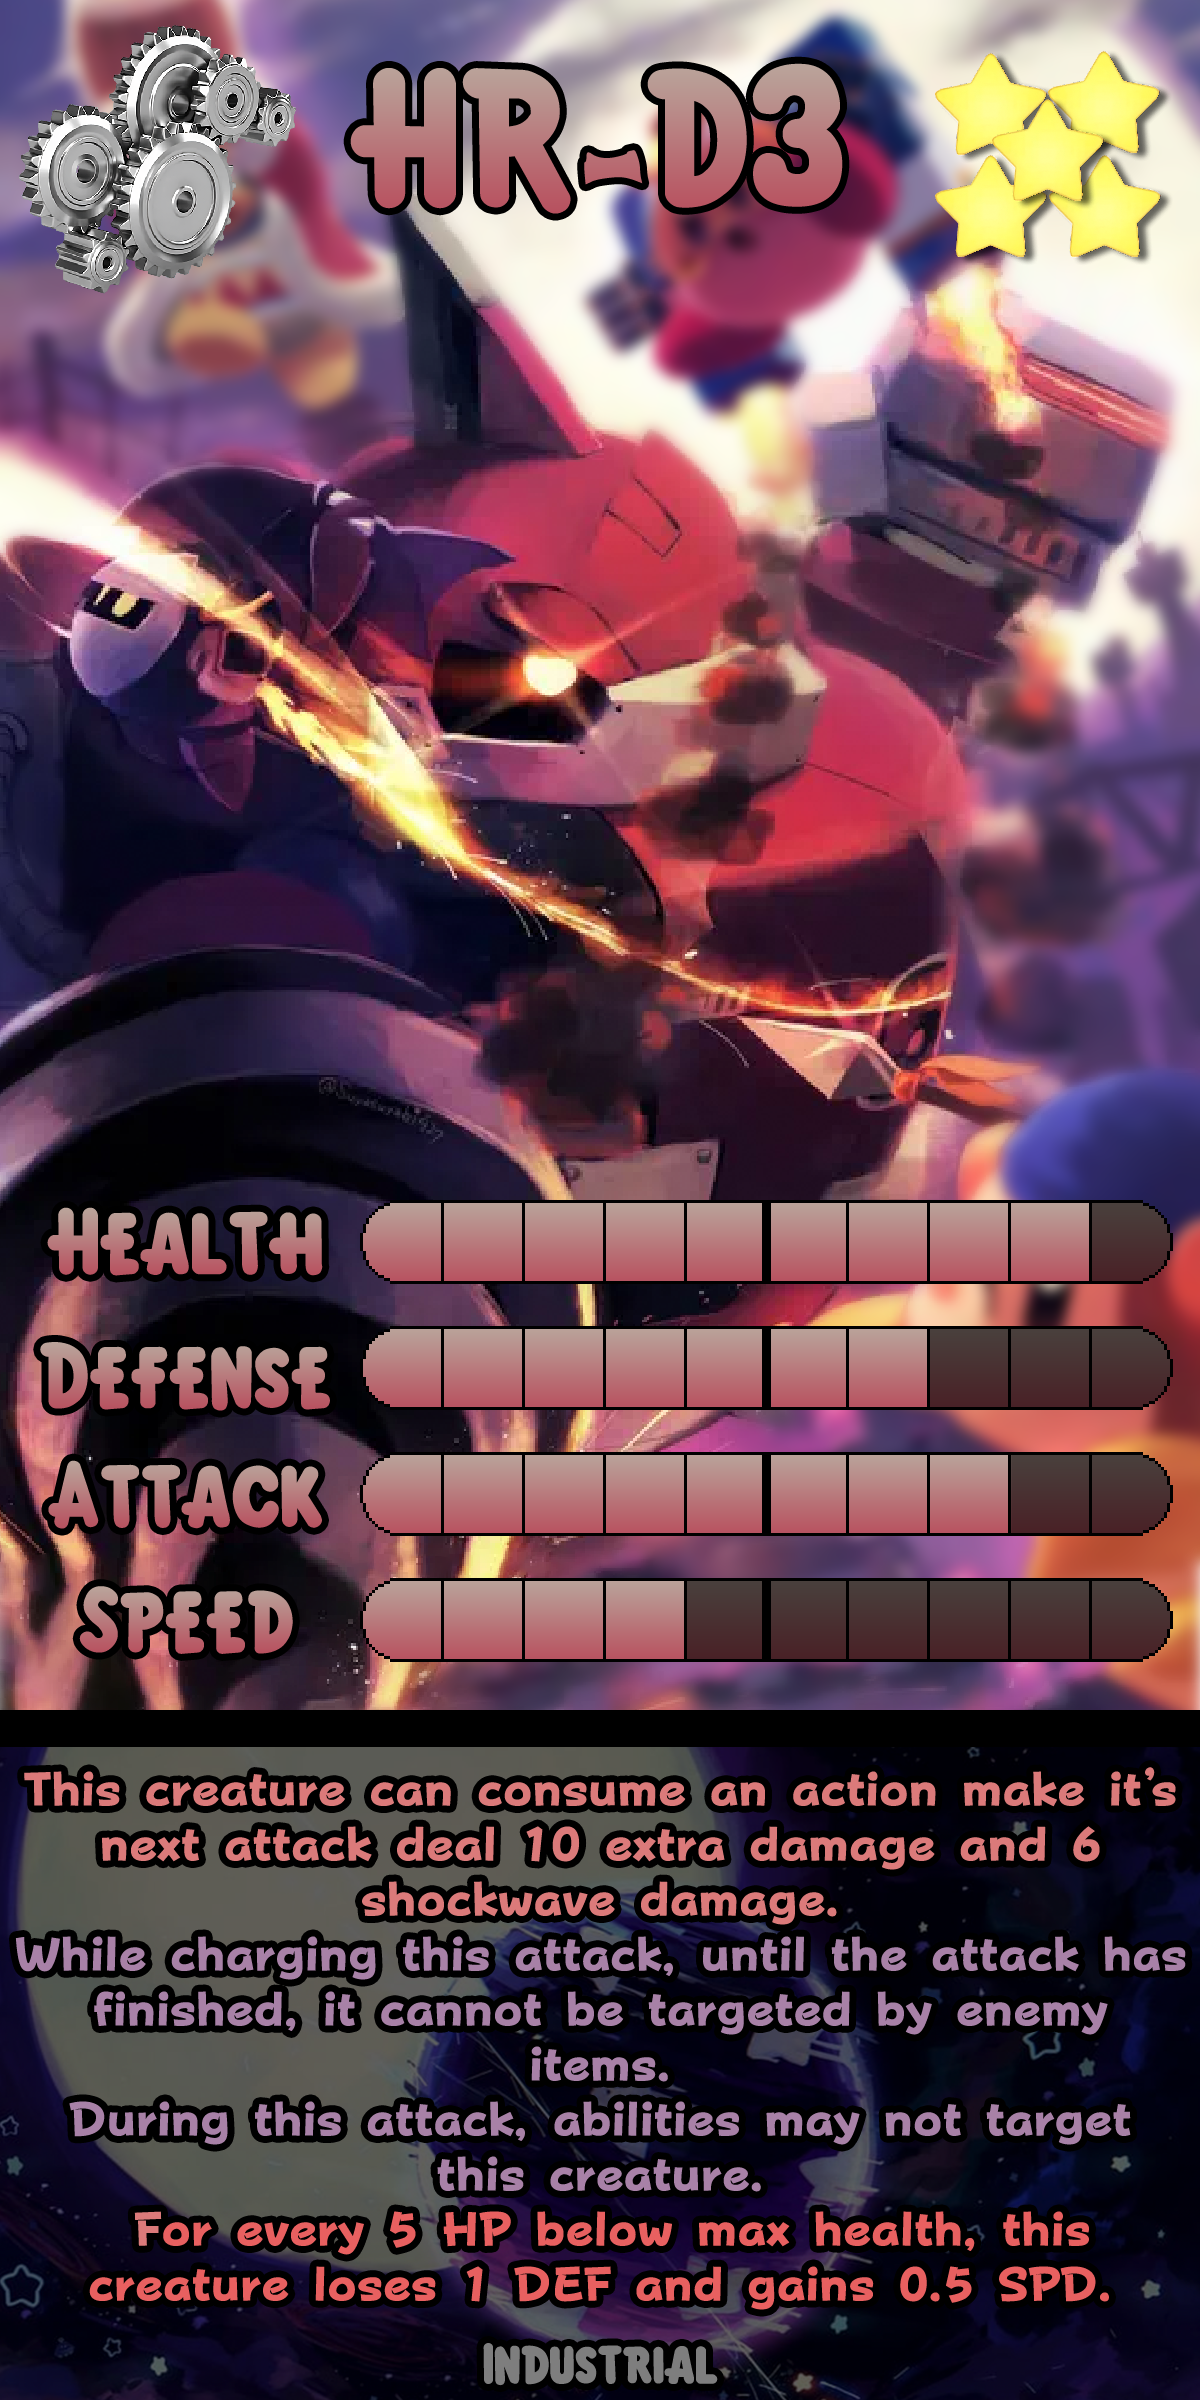 HR-D3
HEALTH
DEFENSE
ATTACK
SPEED
This creature can consume an action make it's
next attack deal 10 extra damage and 6
shockwave damage.
While charging this attack, until the attack has
finished, it cannot be targeted by enemy
items.
During this attack, abilities may not target
this creature.
For every 5 HP below max health, this
creature loses 1 DEF and gains 0.5 SPD.
INDUSTRIAL